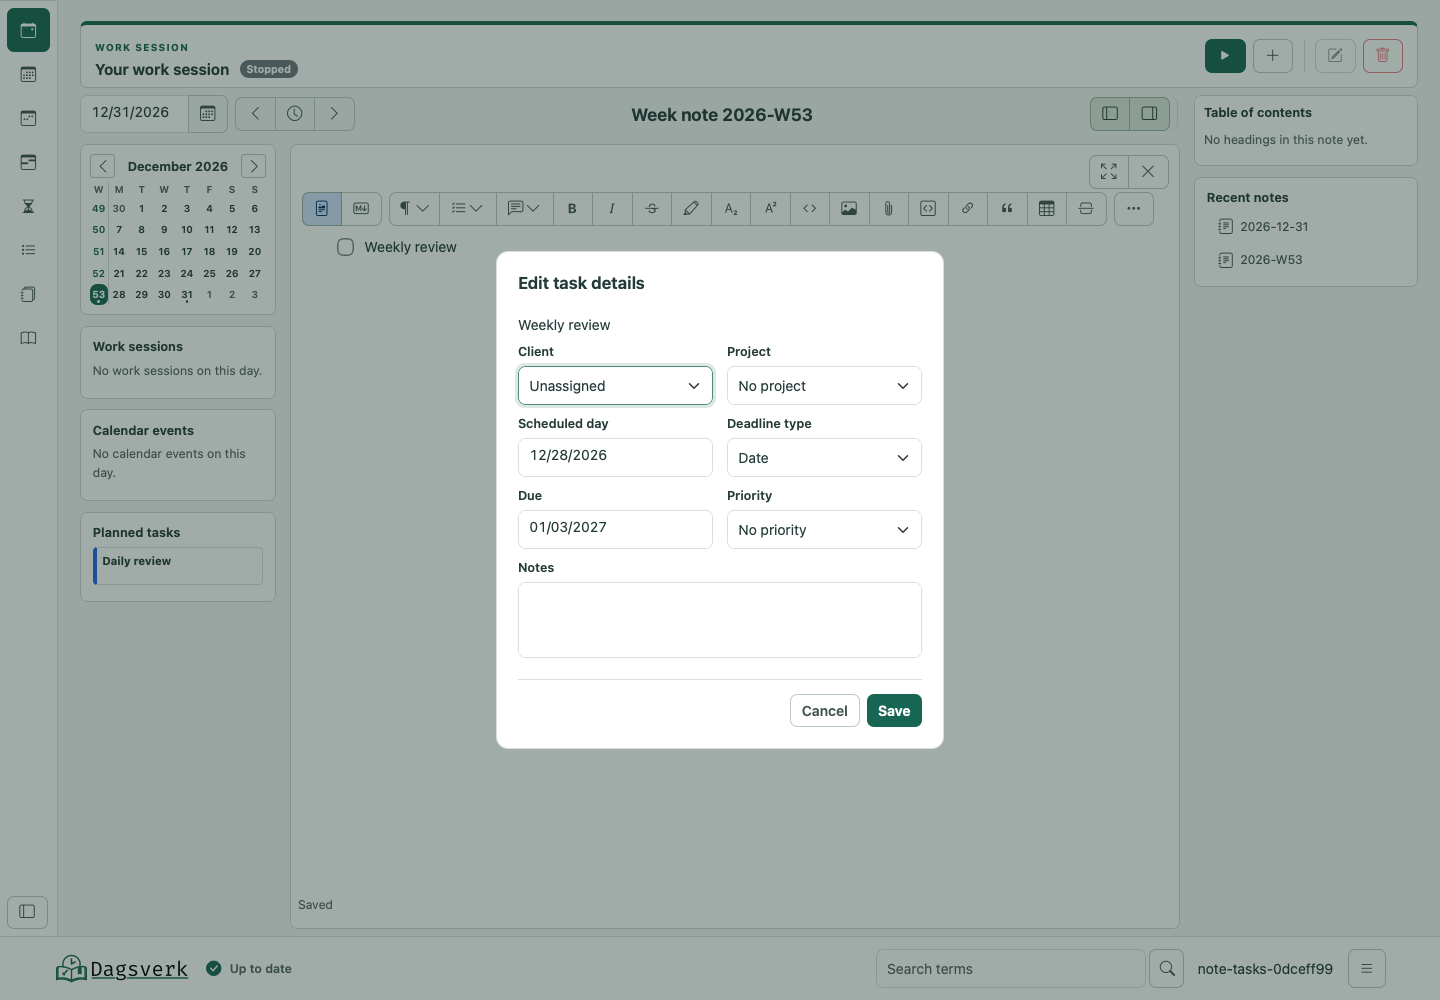 WORK SESSION
Your work session Stopped
12/31/2026
Week note 2026-W53
December 2026
W M T W T F S S
49 30 1 2 3 4 5 6
50 7 8 9 10 11 12 13
51 14 15 16 17 18 19 20
52 21 22 23 24 25 26 27
53 28 29 30 31 1 2 3
Work sessions
No work sessions on this day.
Calendar events
No calendar events on this
day.
Planned tasks
Daily review
B I S A₂ A²
Weekly review
Saved
Edit task details
Weekly review
Client Project
Unassigned No project
Scheduled day Deadline type
12/28/2026 Date
Due Priority
01/03/2027 No priority
Notes
Cancel Save
Table of contents
No headings in this note yet.
Recent notes
2026-12-31
2026-W53
Dagsverk Up to date
Search terms
note-tasks-0dceff99